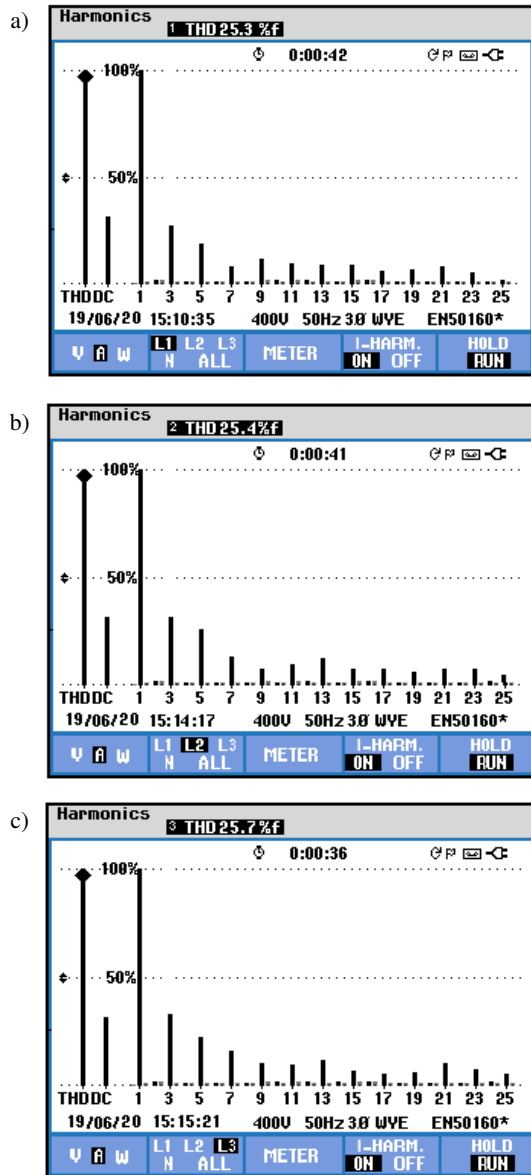 a)
Harmonics
1 THD 25.3 %f
0:00:42
100%
50%
THD DC 1 3 5 7 9 11 13 15 17 19 21 23 25
19/06/20 15:10:35 400V 50Hz 3Ø WYE EN50160*
V A W
L1 L2 L3
N ALL
METER
I-HARM.
ON OFF
HOLD
RUN
b)
Harmonics
2 THD 25.4%f
0:00:41
100%
50%
THD DC 1 3 5 7 9 11 13 15 17 19 21 23 25
19/06/20 15:14:17 400V 50Hz 3Ø WYE EN50160*
V A W
L1 L2 L3
N ALL
METER
I-HARM.
ON OFF
HOLD
RUN
c)
Harmonics
3 THD 25.7 %f
0:00:36
100%
50%
THD DC 1 3 5 7 9 11 13 15 17 19 21 23 25
19/06/20 15:15:21 400V 50Hz 3Ø WYE EN50160*
V A W
L1 L2 L3
N ALL
METER
I-HARM.
ON OFF
HOLD
RUN